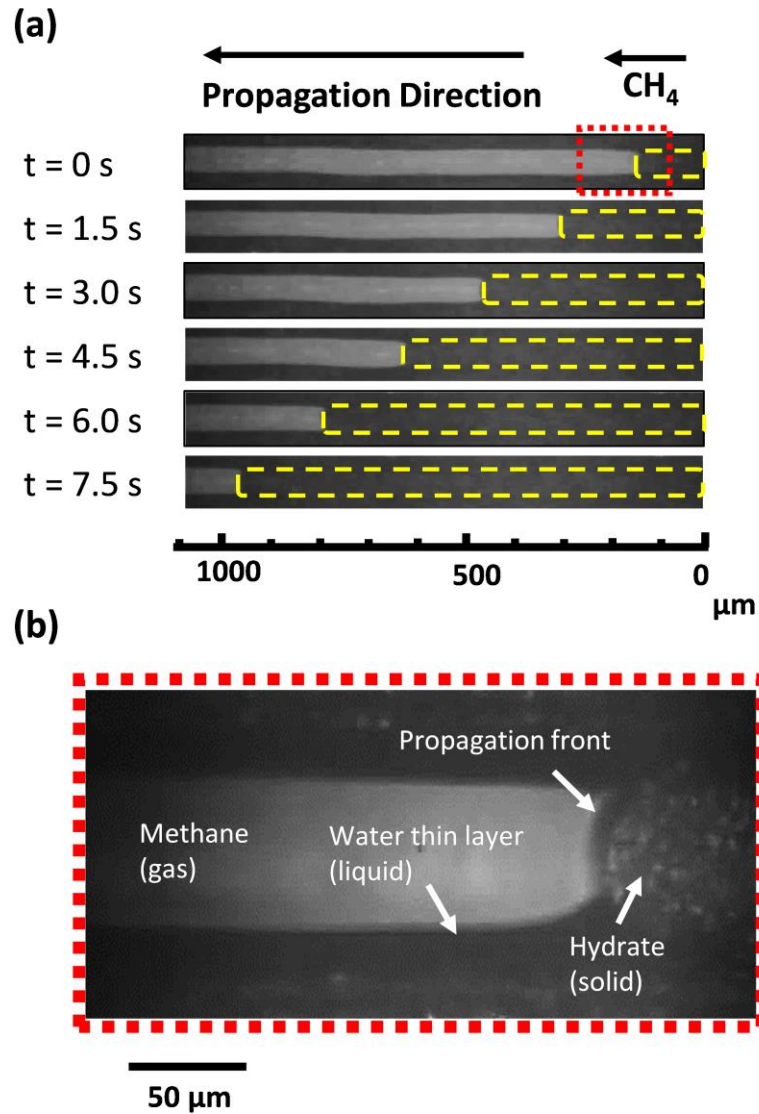 (a)
Propagation Direction
CH₄
t = 0 s
t = 1.5 s
t = 3.0 s
t = 4.5 s
t = 6.0 s
t = 7.5 s
1000 500 0
μm
(b)
Propagation front
Methane
(gas)
Water thin layer
(liquid)
Hydrate
(solid)
50 μm